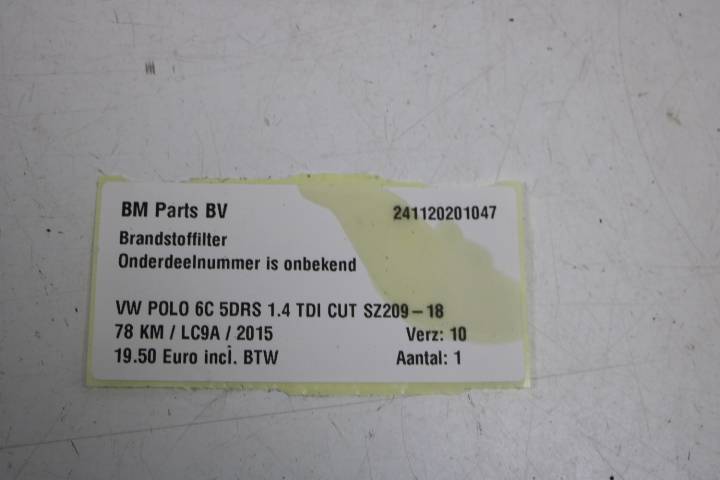 BM Parts BV 241120201047
Brandstoffilter
Onderdeelnummer is onbekend
VW POLO 6C 5DRS 1.4 TDI CUT SZ209-18
78 KM / LC9A / 2015 Verz: 10
19.50 Euro incl. BTW Aantal: 1